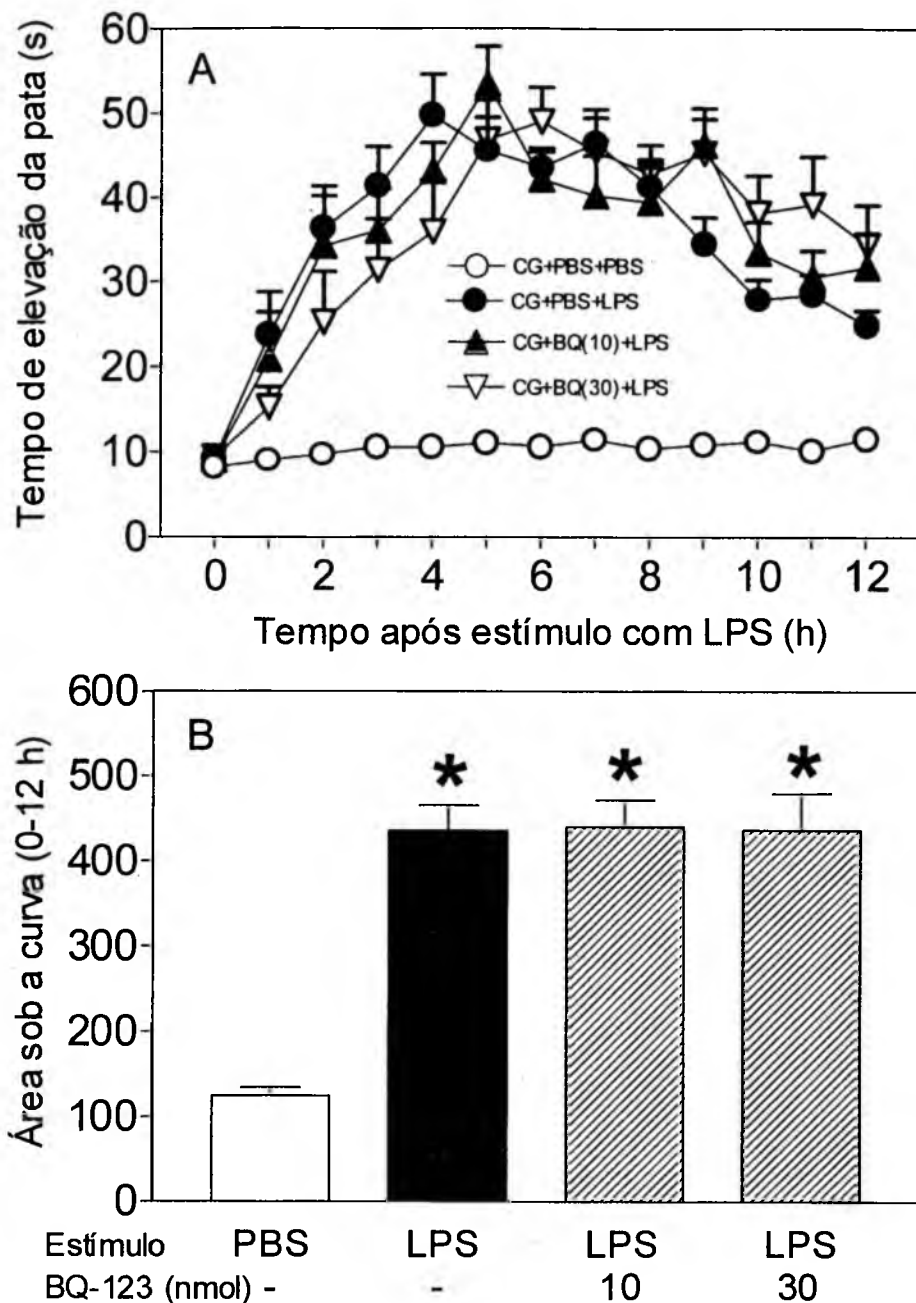 60
A
50
40
30
20
10
0
Tempo de elevação da pata (s)
CG+PBS+PBS
CG+PBS+LPS
CG+BQ(10)+LPS
CG+BQ(30)+LPS
0 2 4 6 8 10 12
Tempo após estímulo com LPS (h)
600
B
500
400
300
200
100
0
Área sob a curva (0-12 h)
* * *
Estímulo PBS LPS LPS LPS
BQ-123 (nmol) - - 10 30